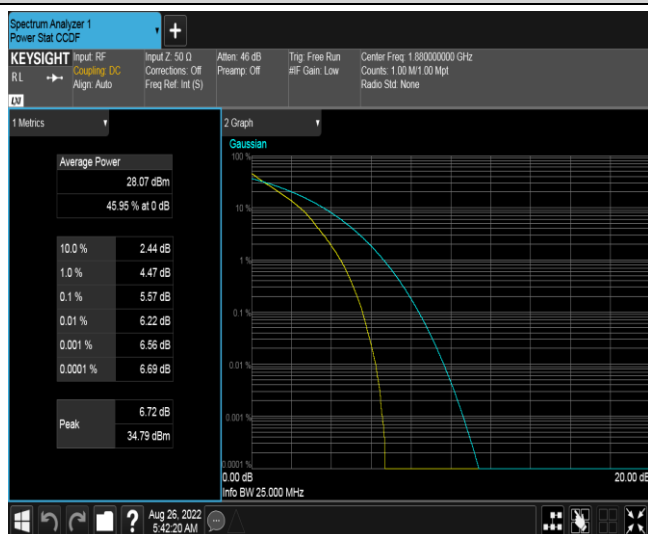 Spectrum Analyzer 1
Power Stat CCDF
+
KEYSIGHT
RL
LXI
Input: RF
Coupling: DC
Align: Auto
Input Z: 50 Ω
Corrections: Off
Freq Ref: Int (S)
Atten: 46 dB
Preamp: Off
Trig: Free Run
#IF Gain: Low
Center Freq: 1.880000000 GHz
Counts: 1.00 M/1.00 Mpt
Radio Std: None
1 Metrics
Average Power
28.07 dBm
45.95 % at 0 dB
10.0 % 2.44 dB
1.0 % 4.47 dB
0.1 % 5.57 dB
0.01 % 6.22 dB
0.001 % 6.56 dB
0.0001 % 6.69 dB
Peak
6.72 dB
34.79 dBm
2 Graph
Gaussian
100 %
10 %
1 %
0.1 %
0.01 %
0.001 %
0.0001 %
0.00 dB 20.00 dB
Info BW 25.000 MHz
?
Aug 26, 2022
5:42:20 AM